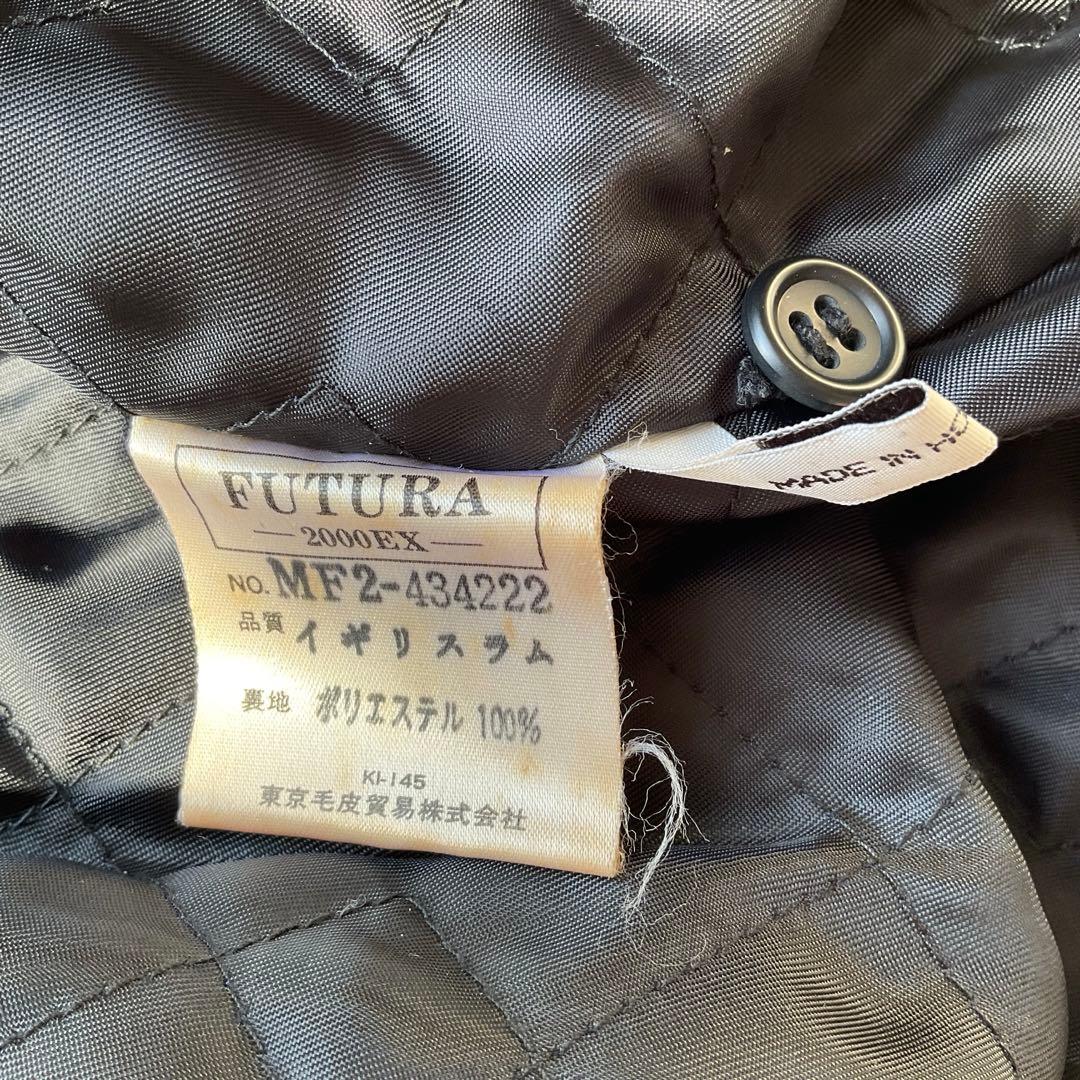 FUTURA
2000EX
NO. MF2-434222
品質 イギリスラム
裏地 ポリエステル 100%
KI-145
東京毛皮貿易株式会社
MADE IN